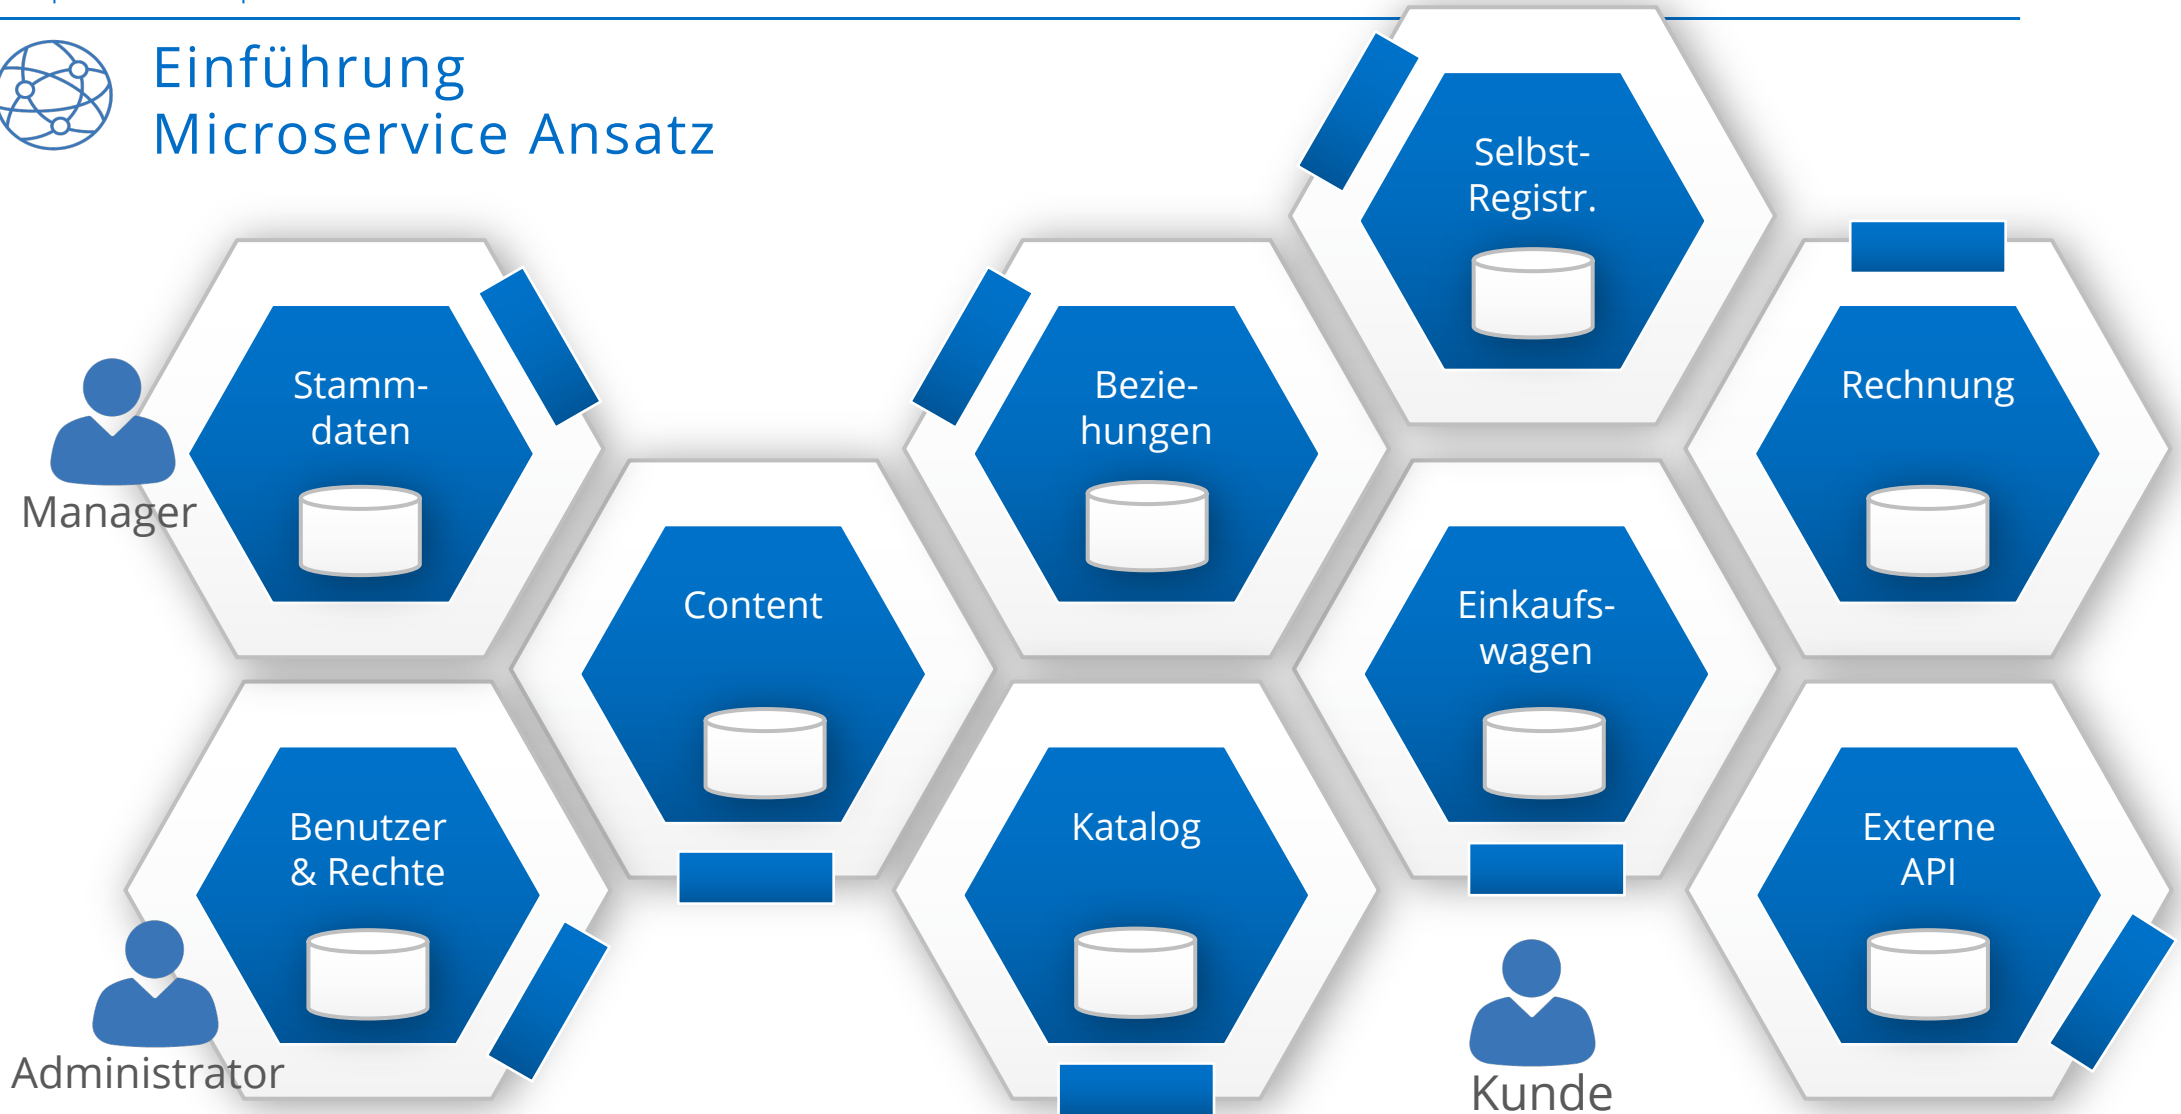 Einführung
Microservice Ansatz
Selbst-
Registr.
Stamm-
daten
Bezie-
hungen
Rechnung
Manager
Content
Einkaufs-
wagen
Benutzer
& Rechte
Katalog
Externe
API
Administrator
Kunde